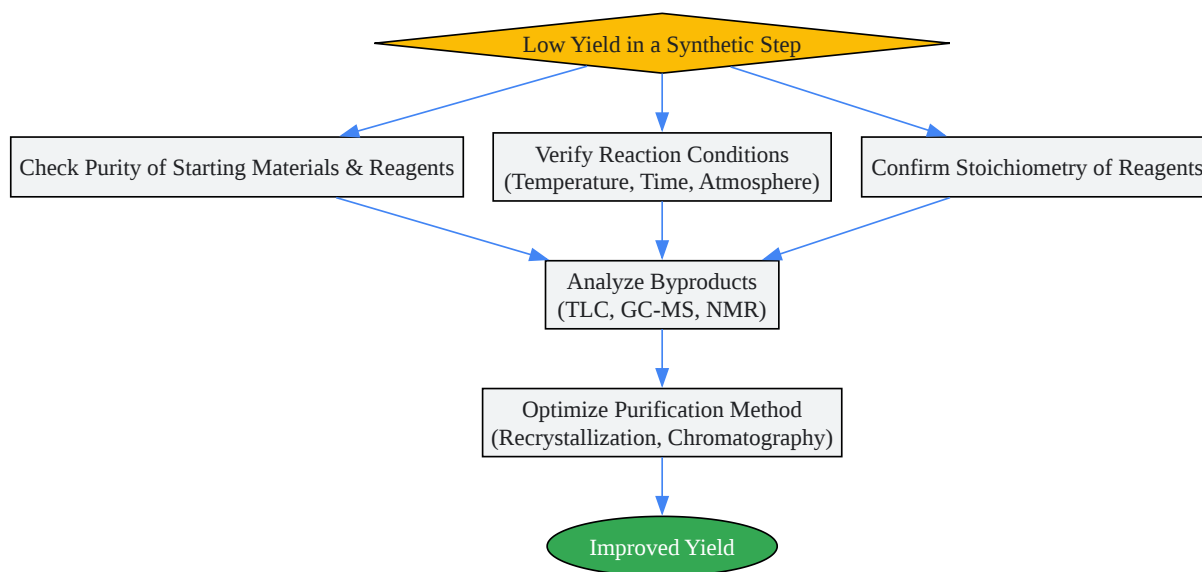 Low Yield in a Synthetic Step
Check Purity of Starting Materials & Reagents
Verify Reaction Conditions
(Temperature, Time, Atmosphere)
Confirm Stoichiometry of Reagents
Analyze Byproducts
(TLC, GC-MS, NMR)
Optimize Purification Method
(Recrystallization, Chromatography)
Improved Yield